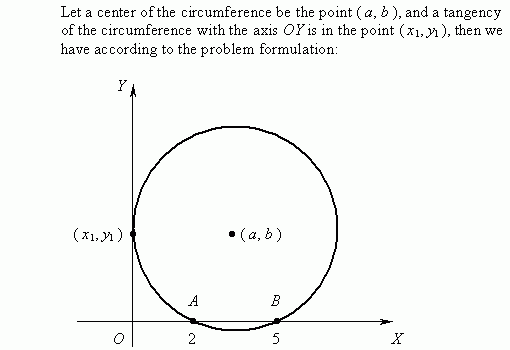 Let a center of the circumference be the point ( a, b ), and a tangency
of the circumference with the axis OY is in the point ( x₁, y₁ ), then we
have according to the problem formulation:
Y
( x₁, y₁ )
( a, b )
A B
O 2 5 X